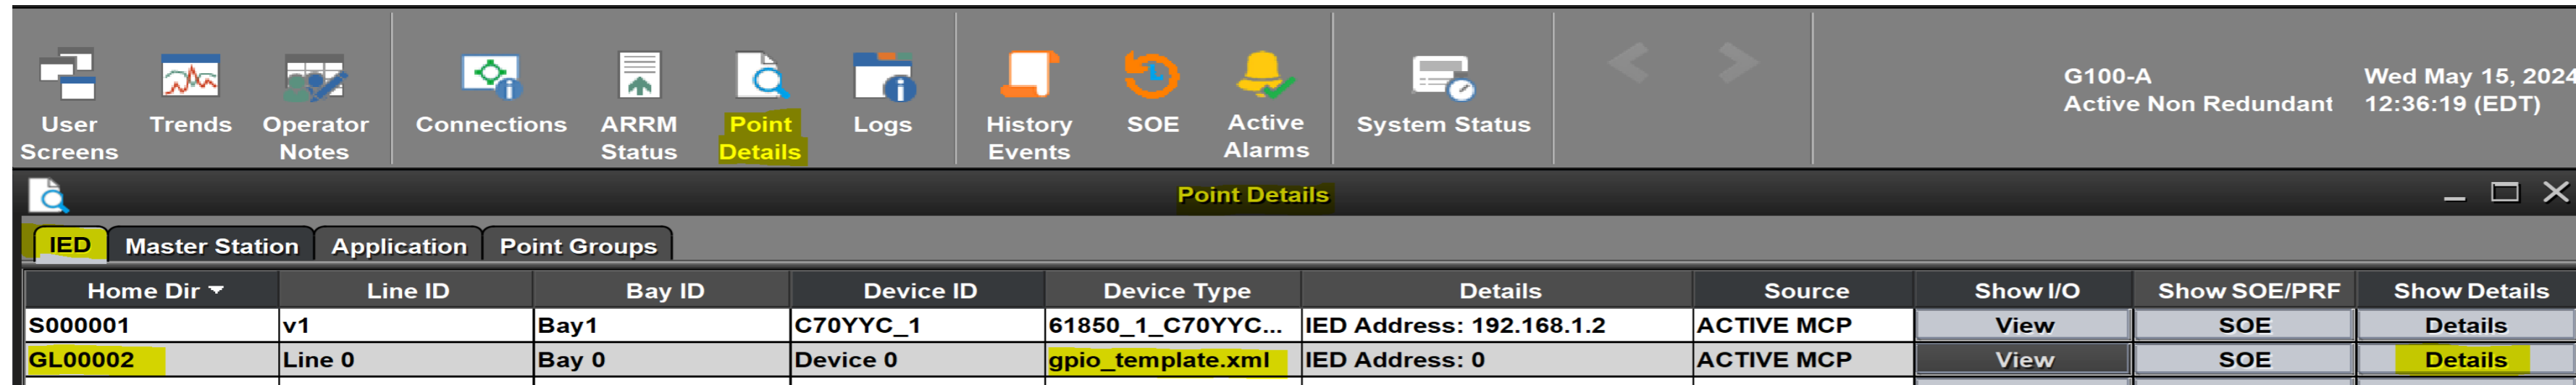 User Screens
Trends
Operator Notes
Connections
ARRM Status
Point Details
Logs
History Events
SOE
Active Alarms
System Status
G100-A
Active Non Redundant
Wed May 15, 2024
12:36:19 (EDT)
Point Details
IED Master Station Application Point Groups
Home Dir Line ID Bay ID Device ID Device Type Details Source Show I/O Show SOE/PRF Show Details
S000001 v1 Bay1 C70YYC_1 61850_1_C70YYC... IED Address: 192.168.1.2 ACTIVE MCP View SOE Details
GL00002 Line 0 Bay 0 Device 0 gpio_template.xml IED Address: 0 ACTIVE MCP View SOE Details